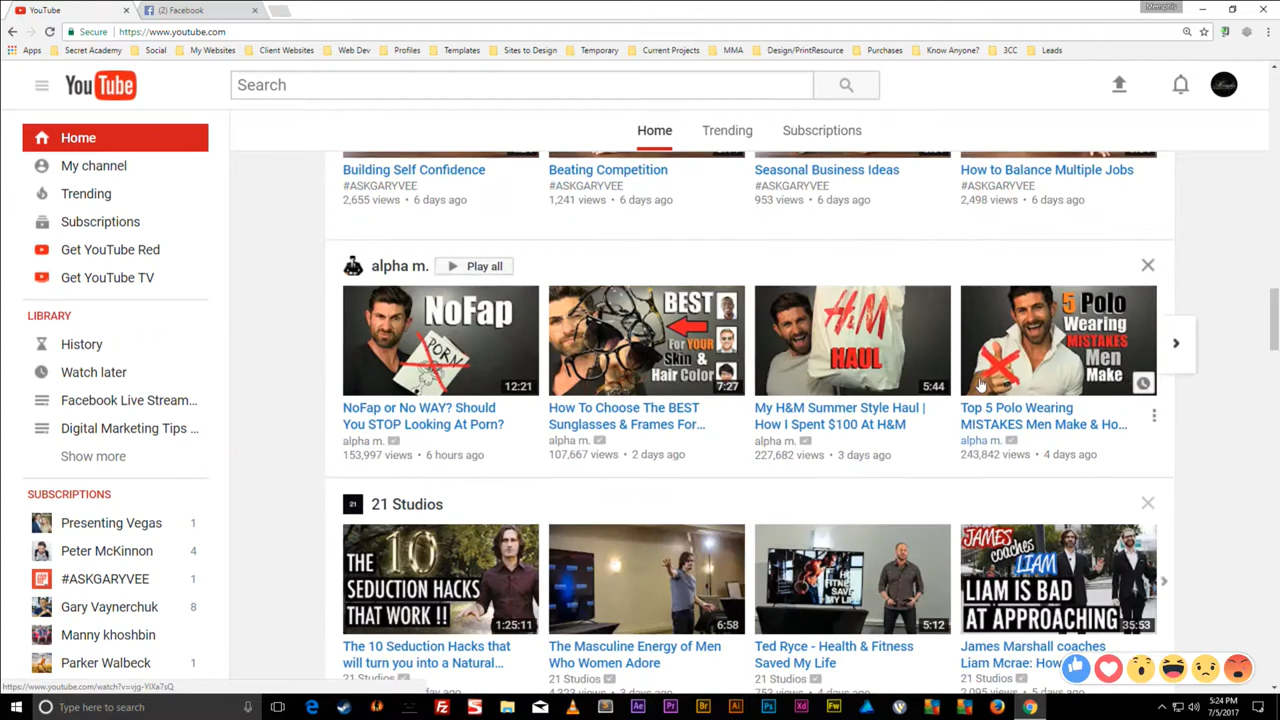 YouTube
(2) Facebook
Memphis
Secure
https://www.youtube.com
Apps
Secret Academy
Social
My Websites
Client Websites
Web Dev
Profiles
Templates
Sites to Design
Temporary
Current Projects
MMA
Design/PrintResource
Purchases
Know Anyone?
3CC
Leads
YouTube
Search
Home
Trending
Subscriptions
Home
My channel
Trending
Subscriptions
Get YouTube Red
Get YouTube TV
LIBRARY
History
Watch later
Facebook Live Stream...
Digital Marketing Tips ...
Show more
SUBSCRIPTIONS
Presenting Vegas 1
Peter McKinnon 4
#ASKGARYVEE 1
Gary Vaynerchuk 8
Manny khoshbin
Parker Walbeck 1
Building Self Confidence
#ASKGARYVEE
2,655 views • 6 days ago
Beating Competition
#ASKGARYVEE
1,241 views • 6 days ago
Seasonal Business Ideas
#ASKGARYVEE
953 views • 6 days ago
How to Balance Multiple Jobs
#ASKGARYVEE
2,498 views • 6 days ago
alpha m.
Play all
NoFap
PORN
12:21
NoFap or No WAY? Should
You STOP Looking At Porn?
alpha m.
153,997 views • 6 hours ago
BEST
For YOUR
Skin &
Hair Color
7:27
How To Choose The BEST
Sunglasses & Frames For...
alpha m.
107,667 views • 2 days ago
H&M
HAUL
5:44
My H&M Summer Style Haul |
How I Spent $100 At H&M
alpha m.
227,682 views • 3 days ago
5 Polo
Wearing
MISTAKES
Men
Make
Top 5 Polo Wearing
MISTAKES Men Make & Ho...
alpha m.
243,842 views • 4 days ago
21
21 Studios
THE 10
SEDUCTION HACKS
THAT WORK !!
1:25:11
The 10 Seduction Hacks that
will turn you into a Natural...
21 Studios
6:58
The Masculine Energy of Men
Who Women Adore
21 Studios
5:12
Ted Ryce - Health & Fitness
Saved My Life
21 Studios
JAMES
coaches
LIAM
LIAM IS BAD
AT APPROACHING
35:53
James Marshall coaches
Liam Mcrae: How
21 Studios
Type here to search
5:24 PM
7/5/2017